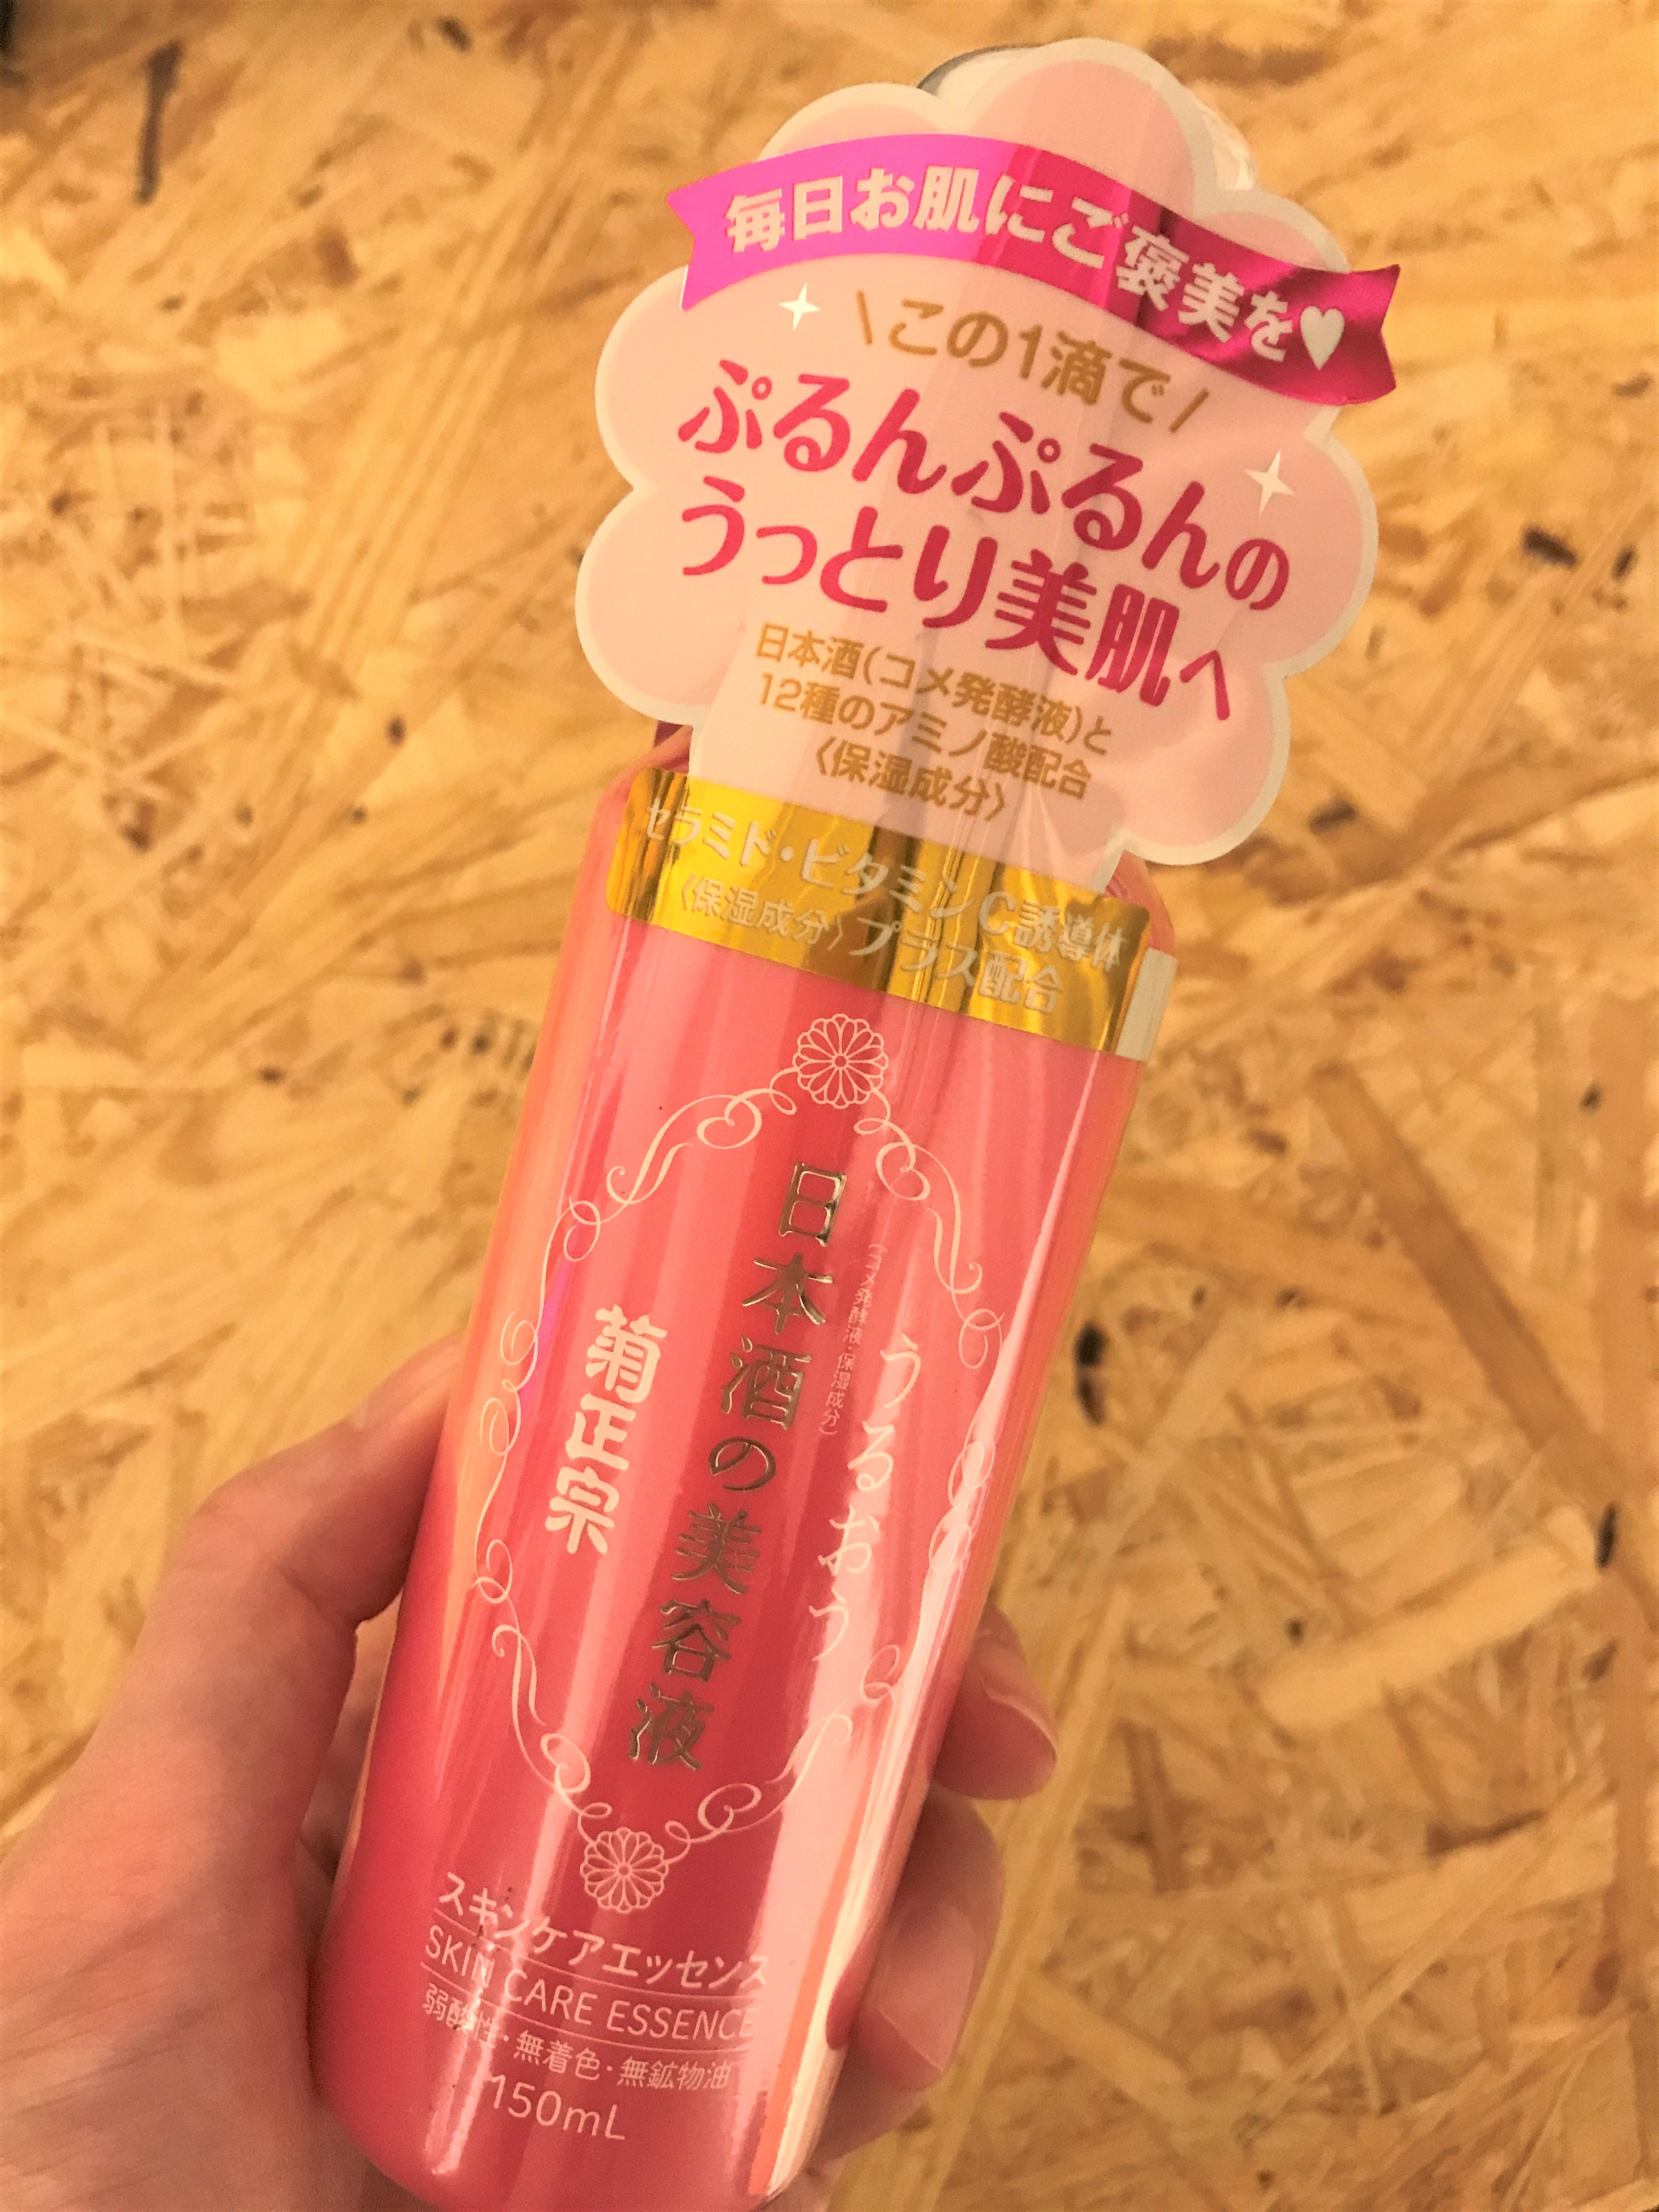 毎日お肌にご褒美を♥
\この1滴で/
ぷるんぷるんの
うっとり美肌へ
日本酒(コメ発酵液)と
12種のアミノ酸配合
〈保湿成分〉
セラミド・ビタミンC誘導体
〈保湿成分〉プラス配合
うるおう
(コメ発酵液・保湿成分)
日本酒の美容液
菊正宗
スキンケアエッセンス
SKIN CARE ESSENCE
弱酸性・無着色・無鉱物油
150mL